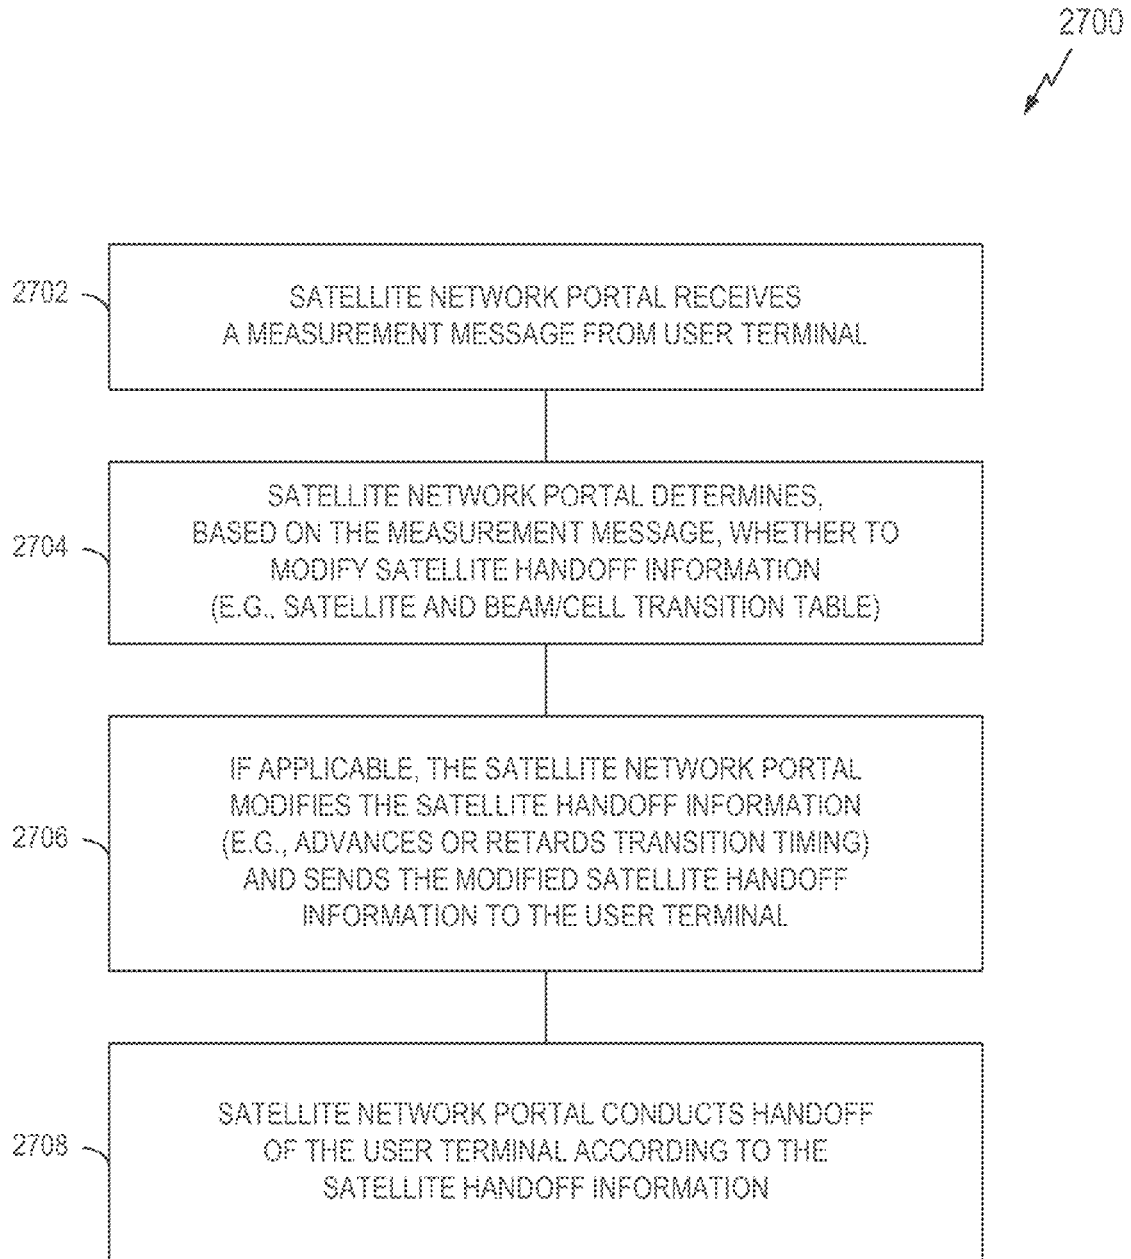 2700
2702
SATELLITE NETWORK PORTAL RECEIVES
A MEASUREMENT MESSAGE FROM USER TERMINAL
2704
SATELLITE NETWORK PORTAL DETERMINES,
BASED ON THE MEASUREMENT MESSAGE, WHETHER TO
MODIFY SATELLITE HANDOFF INFORMATION
(E.G., SATELLITE AND BEAM/CELL TRANSITION TABLE)
2706
IF APPLICABLE, THE SATELLITE NETWORK PORTAL
MODIFIES THE SATELLITE HANDOFF INFORMATION
(E.G., ADVANCES OR RETARDS TRANSITION TIMING)
AND SENDS THE MODIFIED SATELLITE HANDOFF
INFORMATION TO THE USER TERMINAL
2708
SATELLITE NETWORK PORTAL CONDUCTS HANDOFF
OF THE USER TERMINAL ACCORDING TO THE
SATELLITE HANDOFF INFORMATION